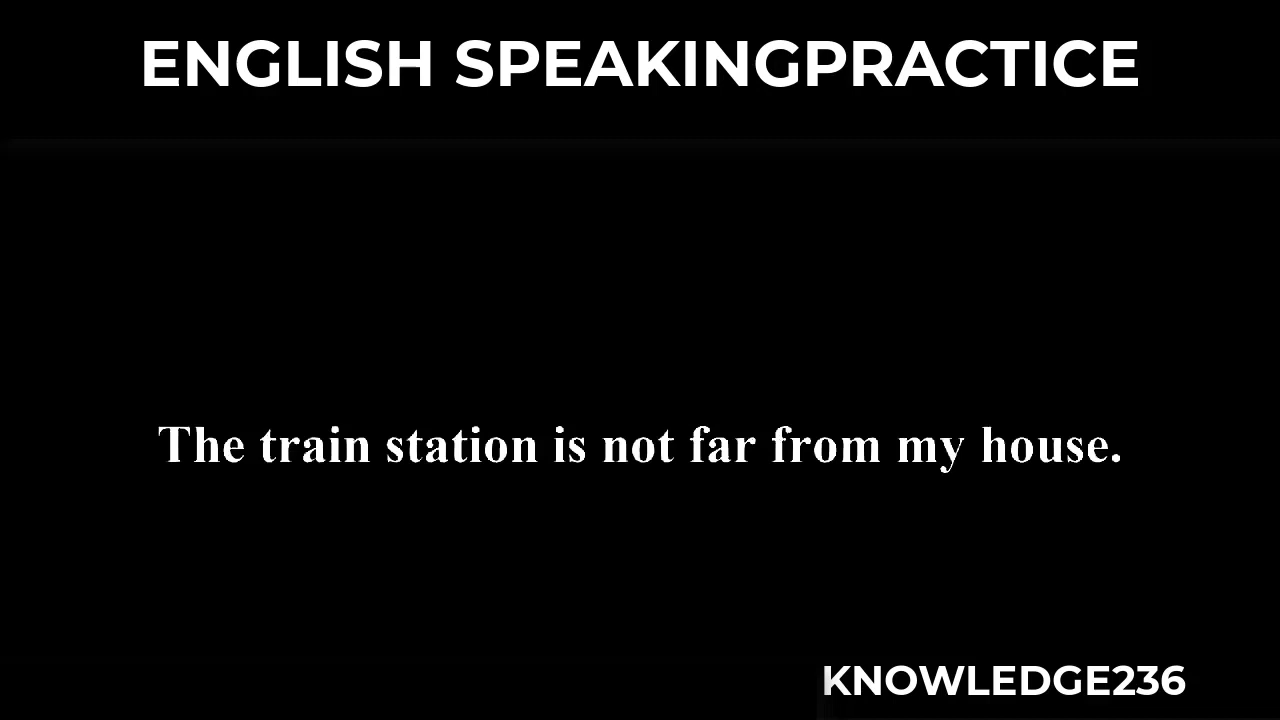 ENGLISH SPEAKINGPRACTICE
The train station is not far from my house.
KNOWLEDGE236